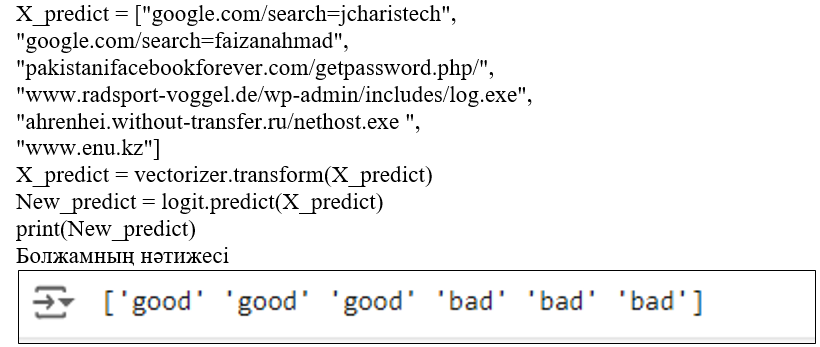 X_predict = ["google.com/search=jcharistech",
"google.com/search=faizanahmad",
"pakistanifacebookforever.com/getpassword.php/",
"www.radsport-voggel.de/wp-admin/includes/log.exe",
"ahrenhei.without-transfer.ru/nethost.exe ",
"www.enu.kz"]
X_predict = vectorizer.transform(X_predict)
New_predict = logit.predict(X_predict)
print(New_predict)
Болжамның нәтижесі
['good' 'good' 'good' 'bad' 'bad' 'bad']